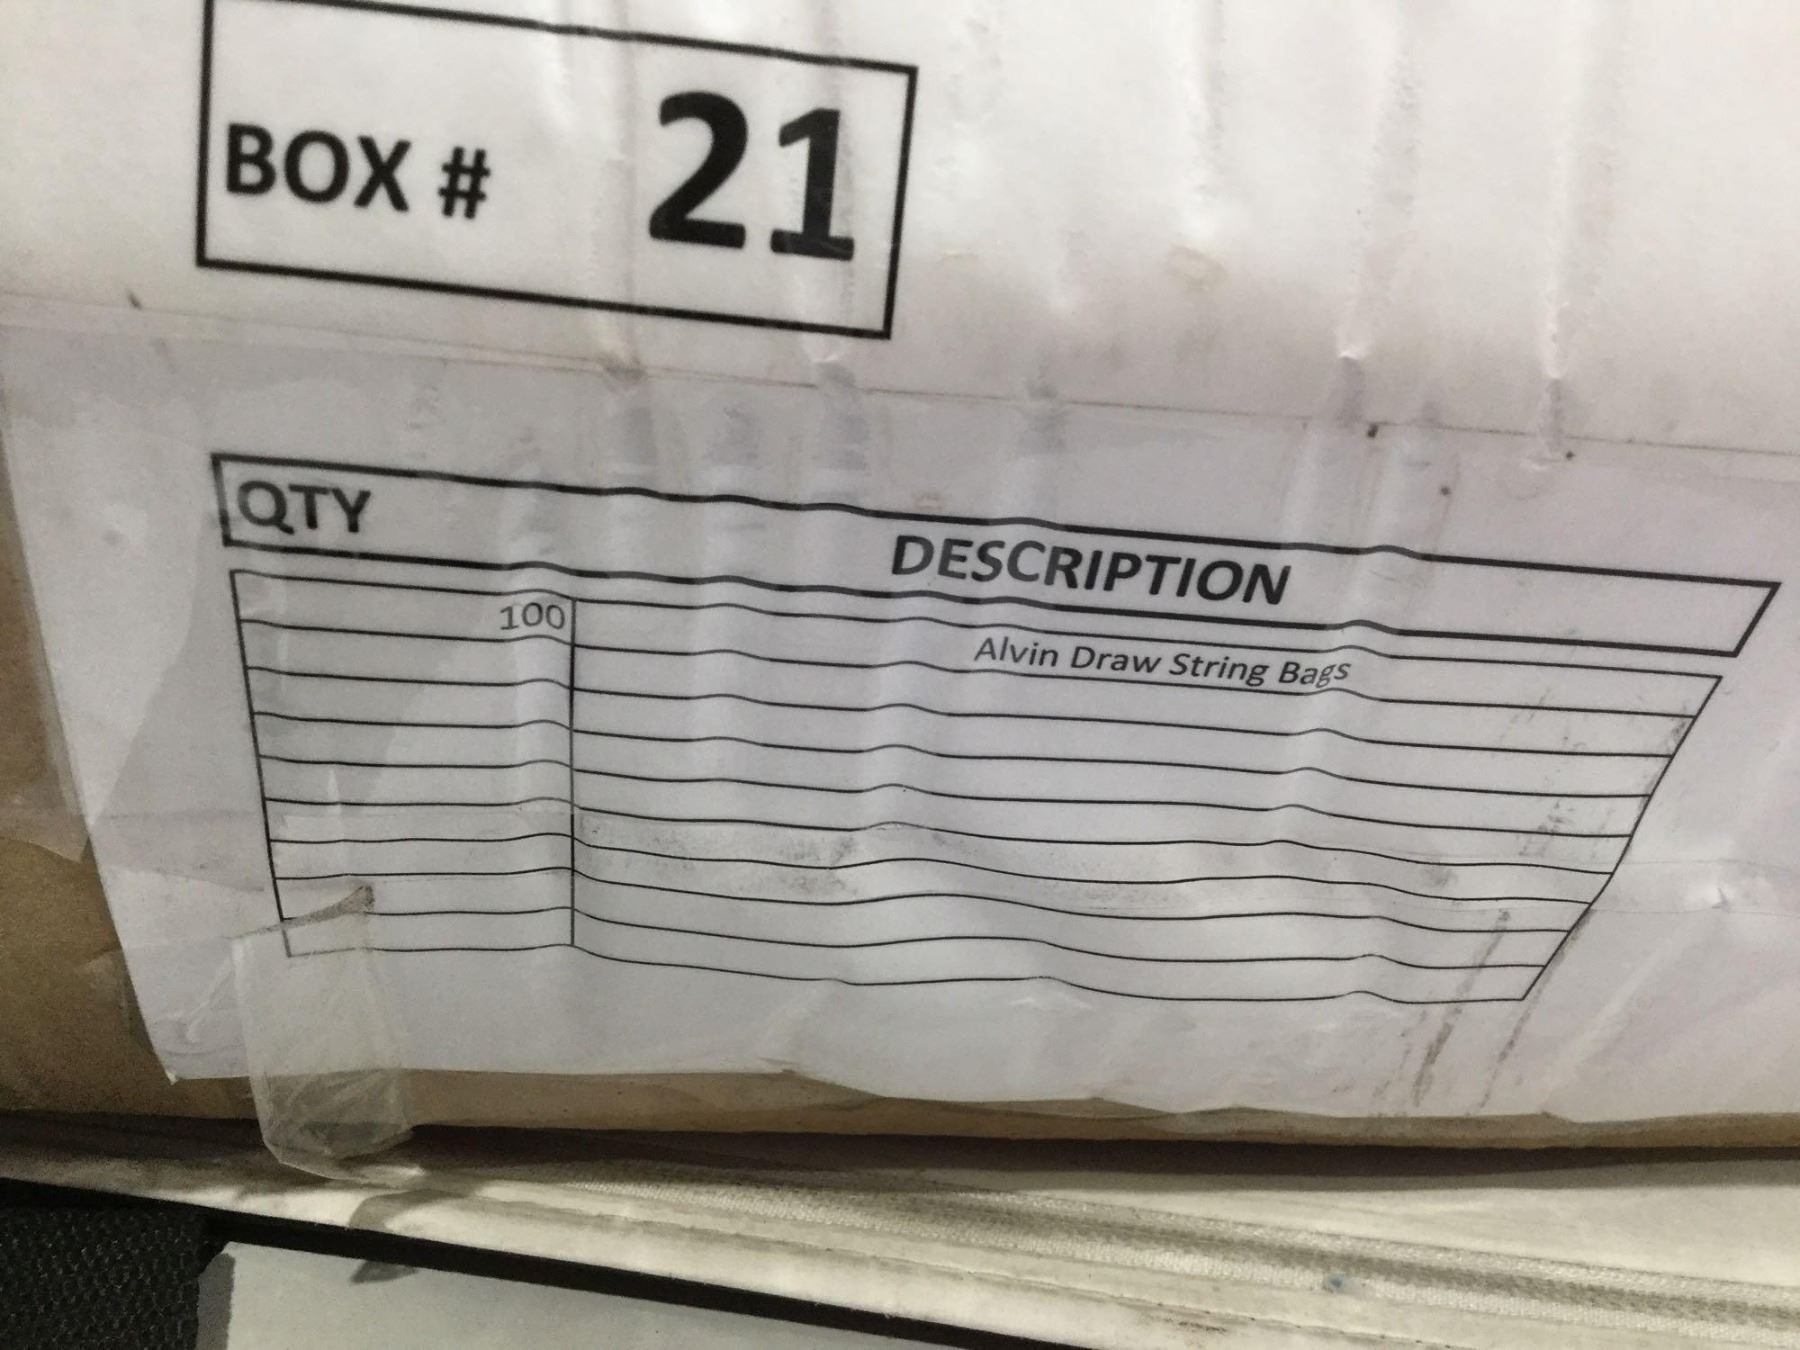 BOX # 21
QTY DESCRIPTION
100 Alvin Draw String Bags